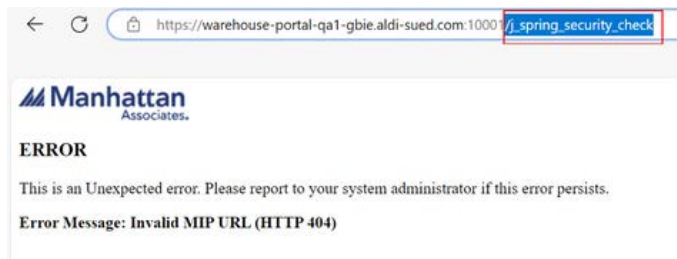 https://warehouse-portal-qa1-gbie.aldi-sued.com:10001/j_spring_security_check
Manhattan
Associates.
ERROR
This is an Unexpected error. Please report to your system administrator if this error persists.
Error Message: Invalid MIP URL (HTTP 404)